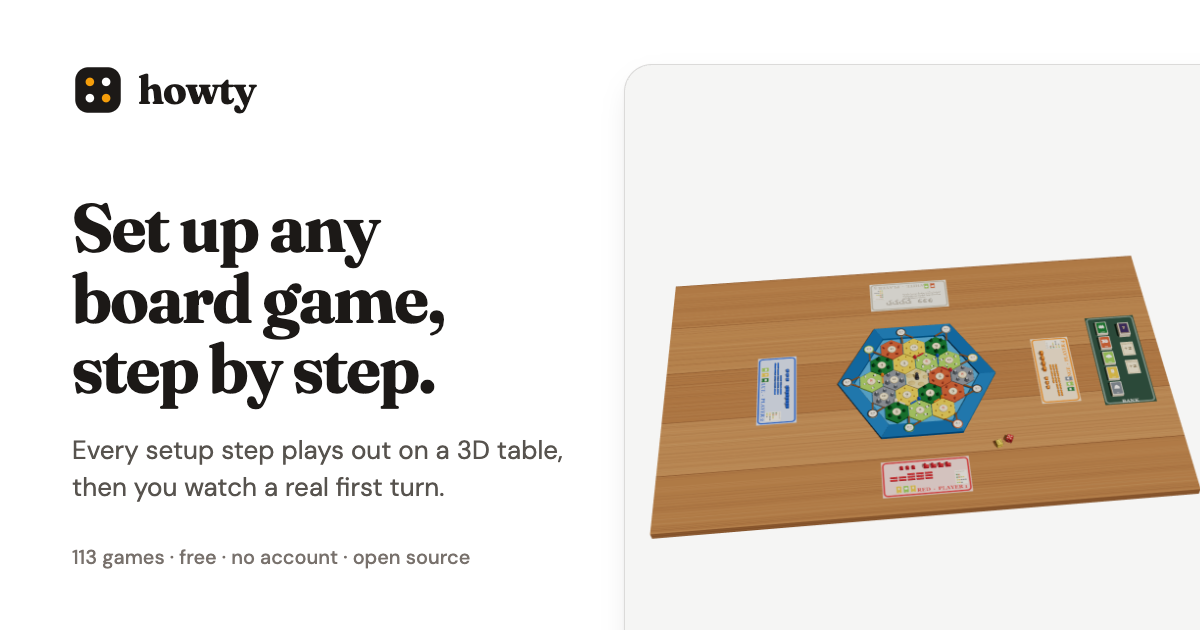 howty
Set up any
board game,
step by step.
Every setup step plays out on a 3D table,
then you watch a real first turn.
113 games · free · no account · open source
BANK